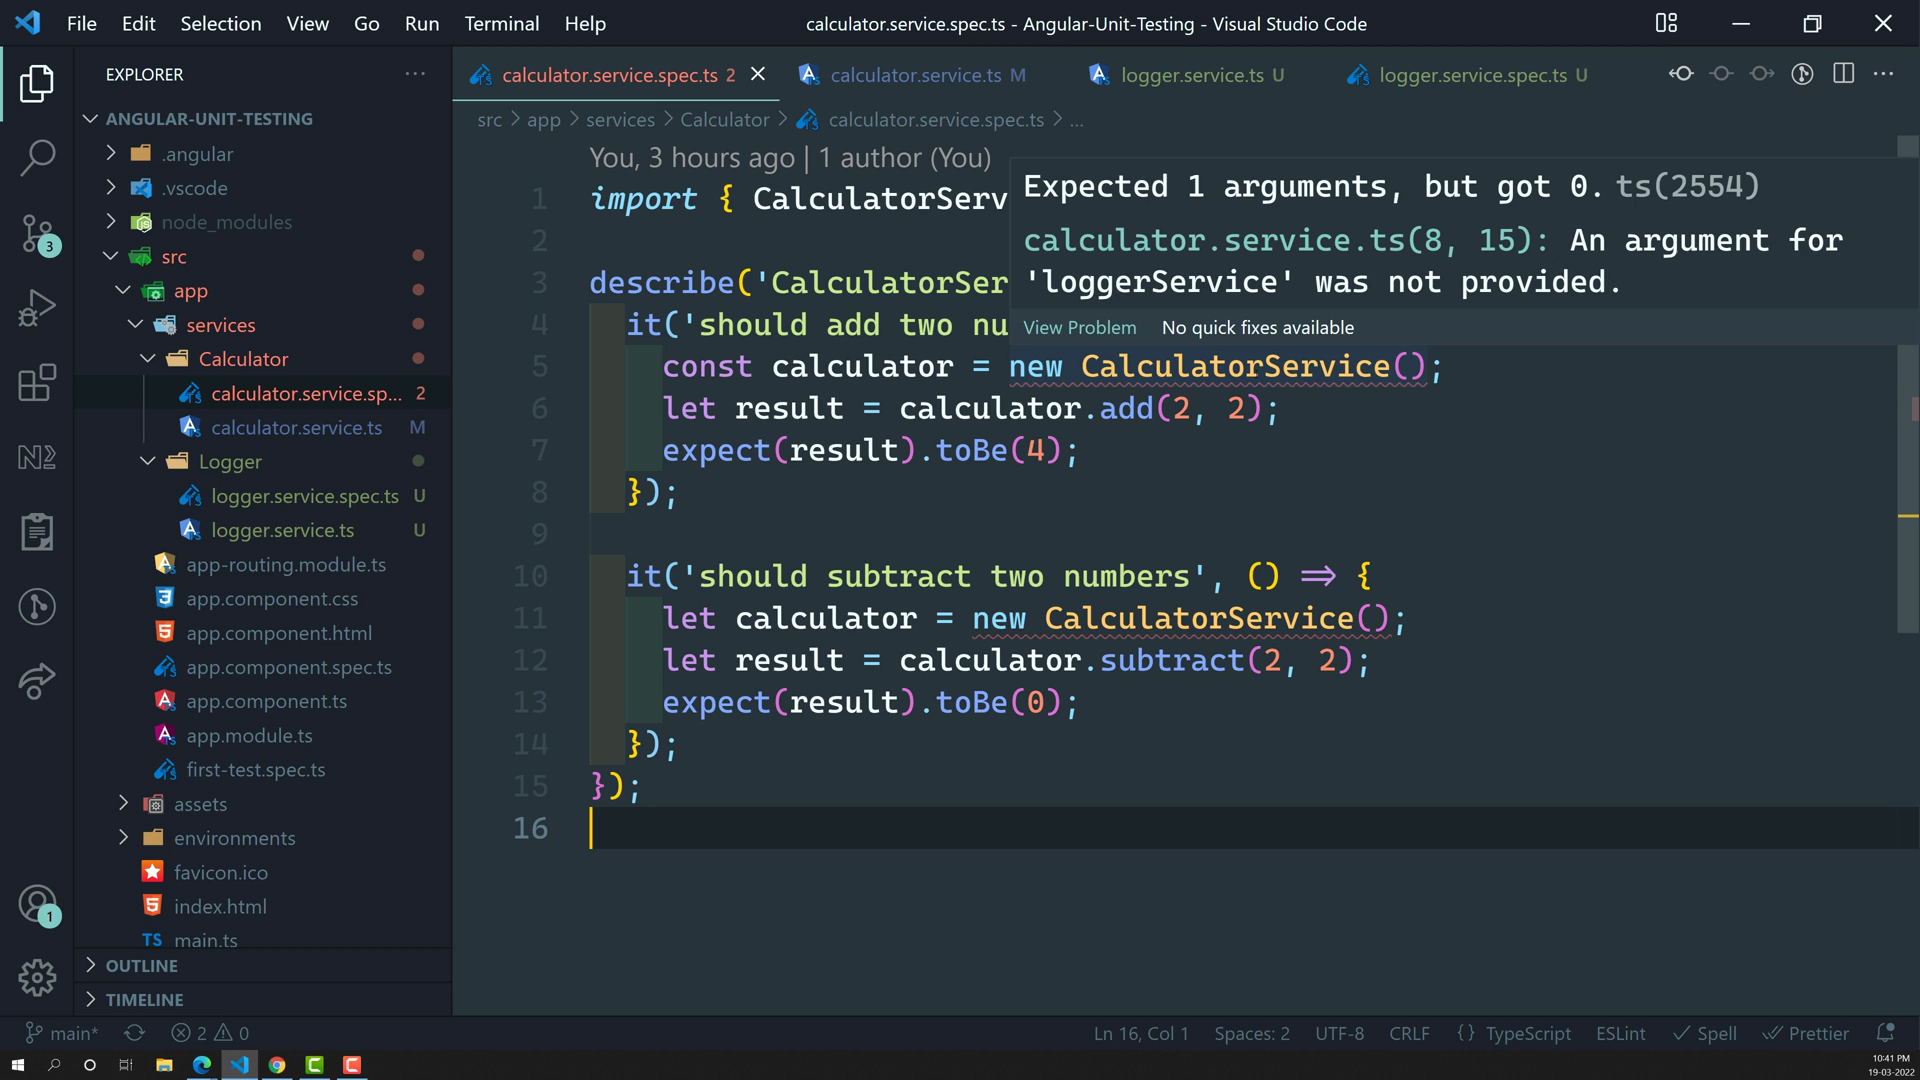 File Edit Selection View Go Run Terminal Help
calculator.service.spec.ts - Angular-Unit-Testing - Visual Studio Code
EXPLORER
ANGULAR-UNIT-TESTING
.angular
.vscode
node_modules
src
app
services
Calculator
calculator.service.sp... 2
calculator.service.ts M
Logger
logger.service.spec.ts U
logger.service.ts U
app-routing.module.ts
app.component.css
app.component.html
app.component.spec.ts
app.component.ts
app.module.ts
first-test.spec.ts
assets
environments
favicon.ico
index.html
TS main.ts
OUTLINE
TIMELINE
3
1
calculator.service.spec.ts 2 calculator.service.ts M logger.service.ts U logger.service.spec.ts U
src > app > services > Calculator > calculator.service.spec.ts > ...
You, 3 hours ago | 1 author (You)
1 import { CalculatorServ
2
3 describe('CalculatorSer
4 it('should add two nu
5 const calculator = new CalculatorService();
6 let result = calculator.add(2, 2);
7 expect(result).toBe(4);
8 });
9
10 it('should subtract two numbers', () => {
11 let calculator = new CalculatorService();
12 let result = calculator.subtract(2, 2);
13 expect(result).toBe(0);
14 });
15 });
16
Expected 1 arguments, but got 0. ts(2554)
calculator.service.ts(8, 15): An argument for
'loggerService' was not provided.
View Problem No quick fixes available
main* 2 0
Ln 16, Col 1 Spaces: 2 UTF-8 CRLF {} TypeScript ESLint Spell Prettier
10:41 PM
19-03-2022